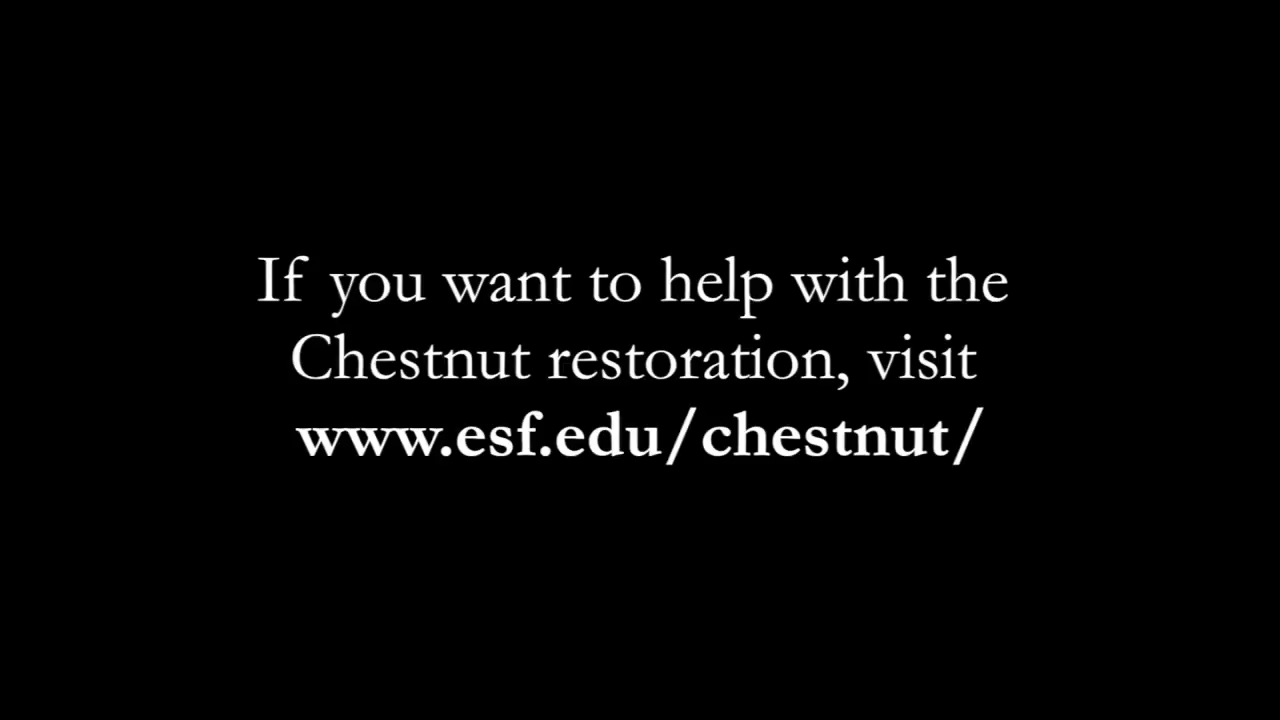 If you want to help with the
Chestnut restoration, visit
www.esf.edu/chestnut/